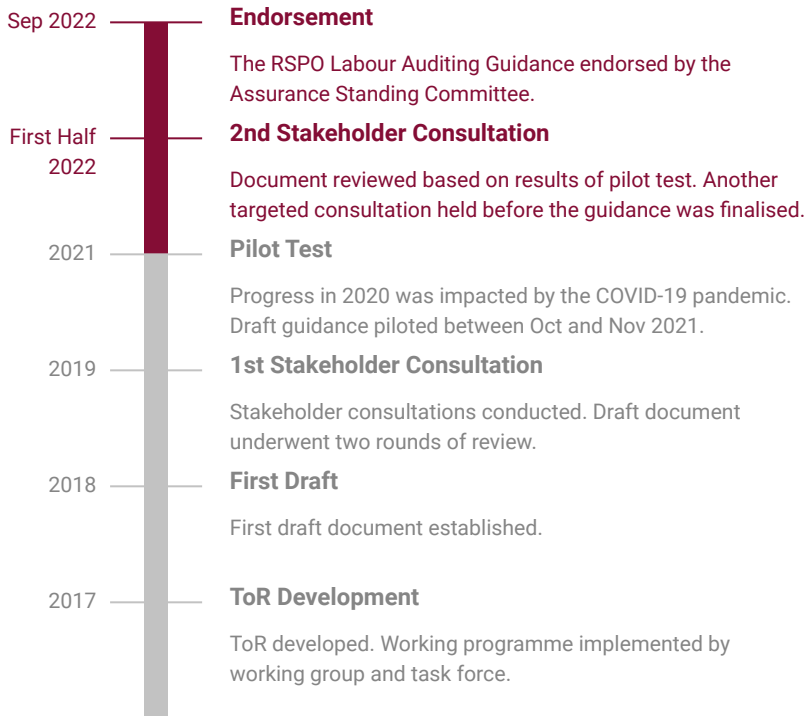 Sep 2022
Endorsement
The RSPO Labour Auditing Guidance endorsed by the
Assurance Standing Committee.
First Half
2022
2nd Stakeholder Consultation
Document reviewed based on results of pilot test. Another
targeted consultation held before the guidance was finalised.
2021
Pilot Test
Progress in 2020 was impacted by the COVID-19 pandemic.
Draft guidance piloted between Oct and Nov 2021.
2019
1st Stakeholder Consultation
Stakeholder consultations conducted. Draft document
underwent two rounds of review.
2018
First Draft
First draft document established.
2017
ToR Development
ToR developed. Working programme implemented by
working group and task force.